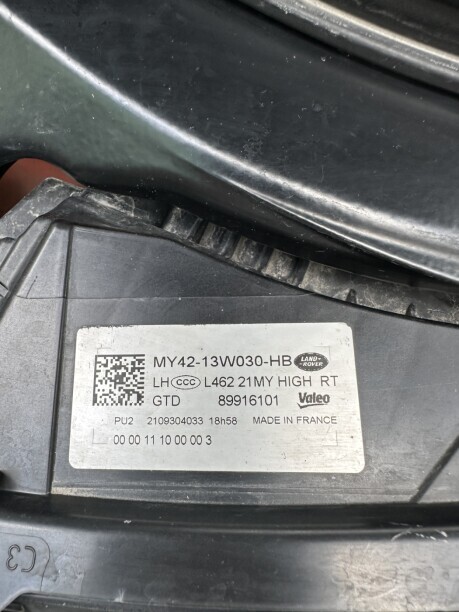 MY42-13W030-HB LAND-ROVER
LH CCC L462 21MY HIGH RT
GTD 89916101 Valeo
PU2 2109304033 18h58 MADE IN FRANCE
00 00 11 10 00 00 3
C3